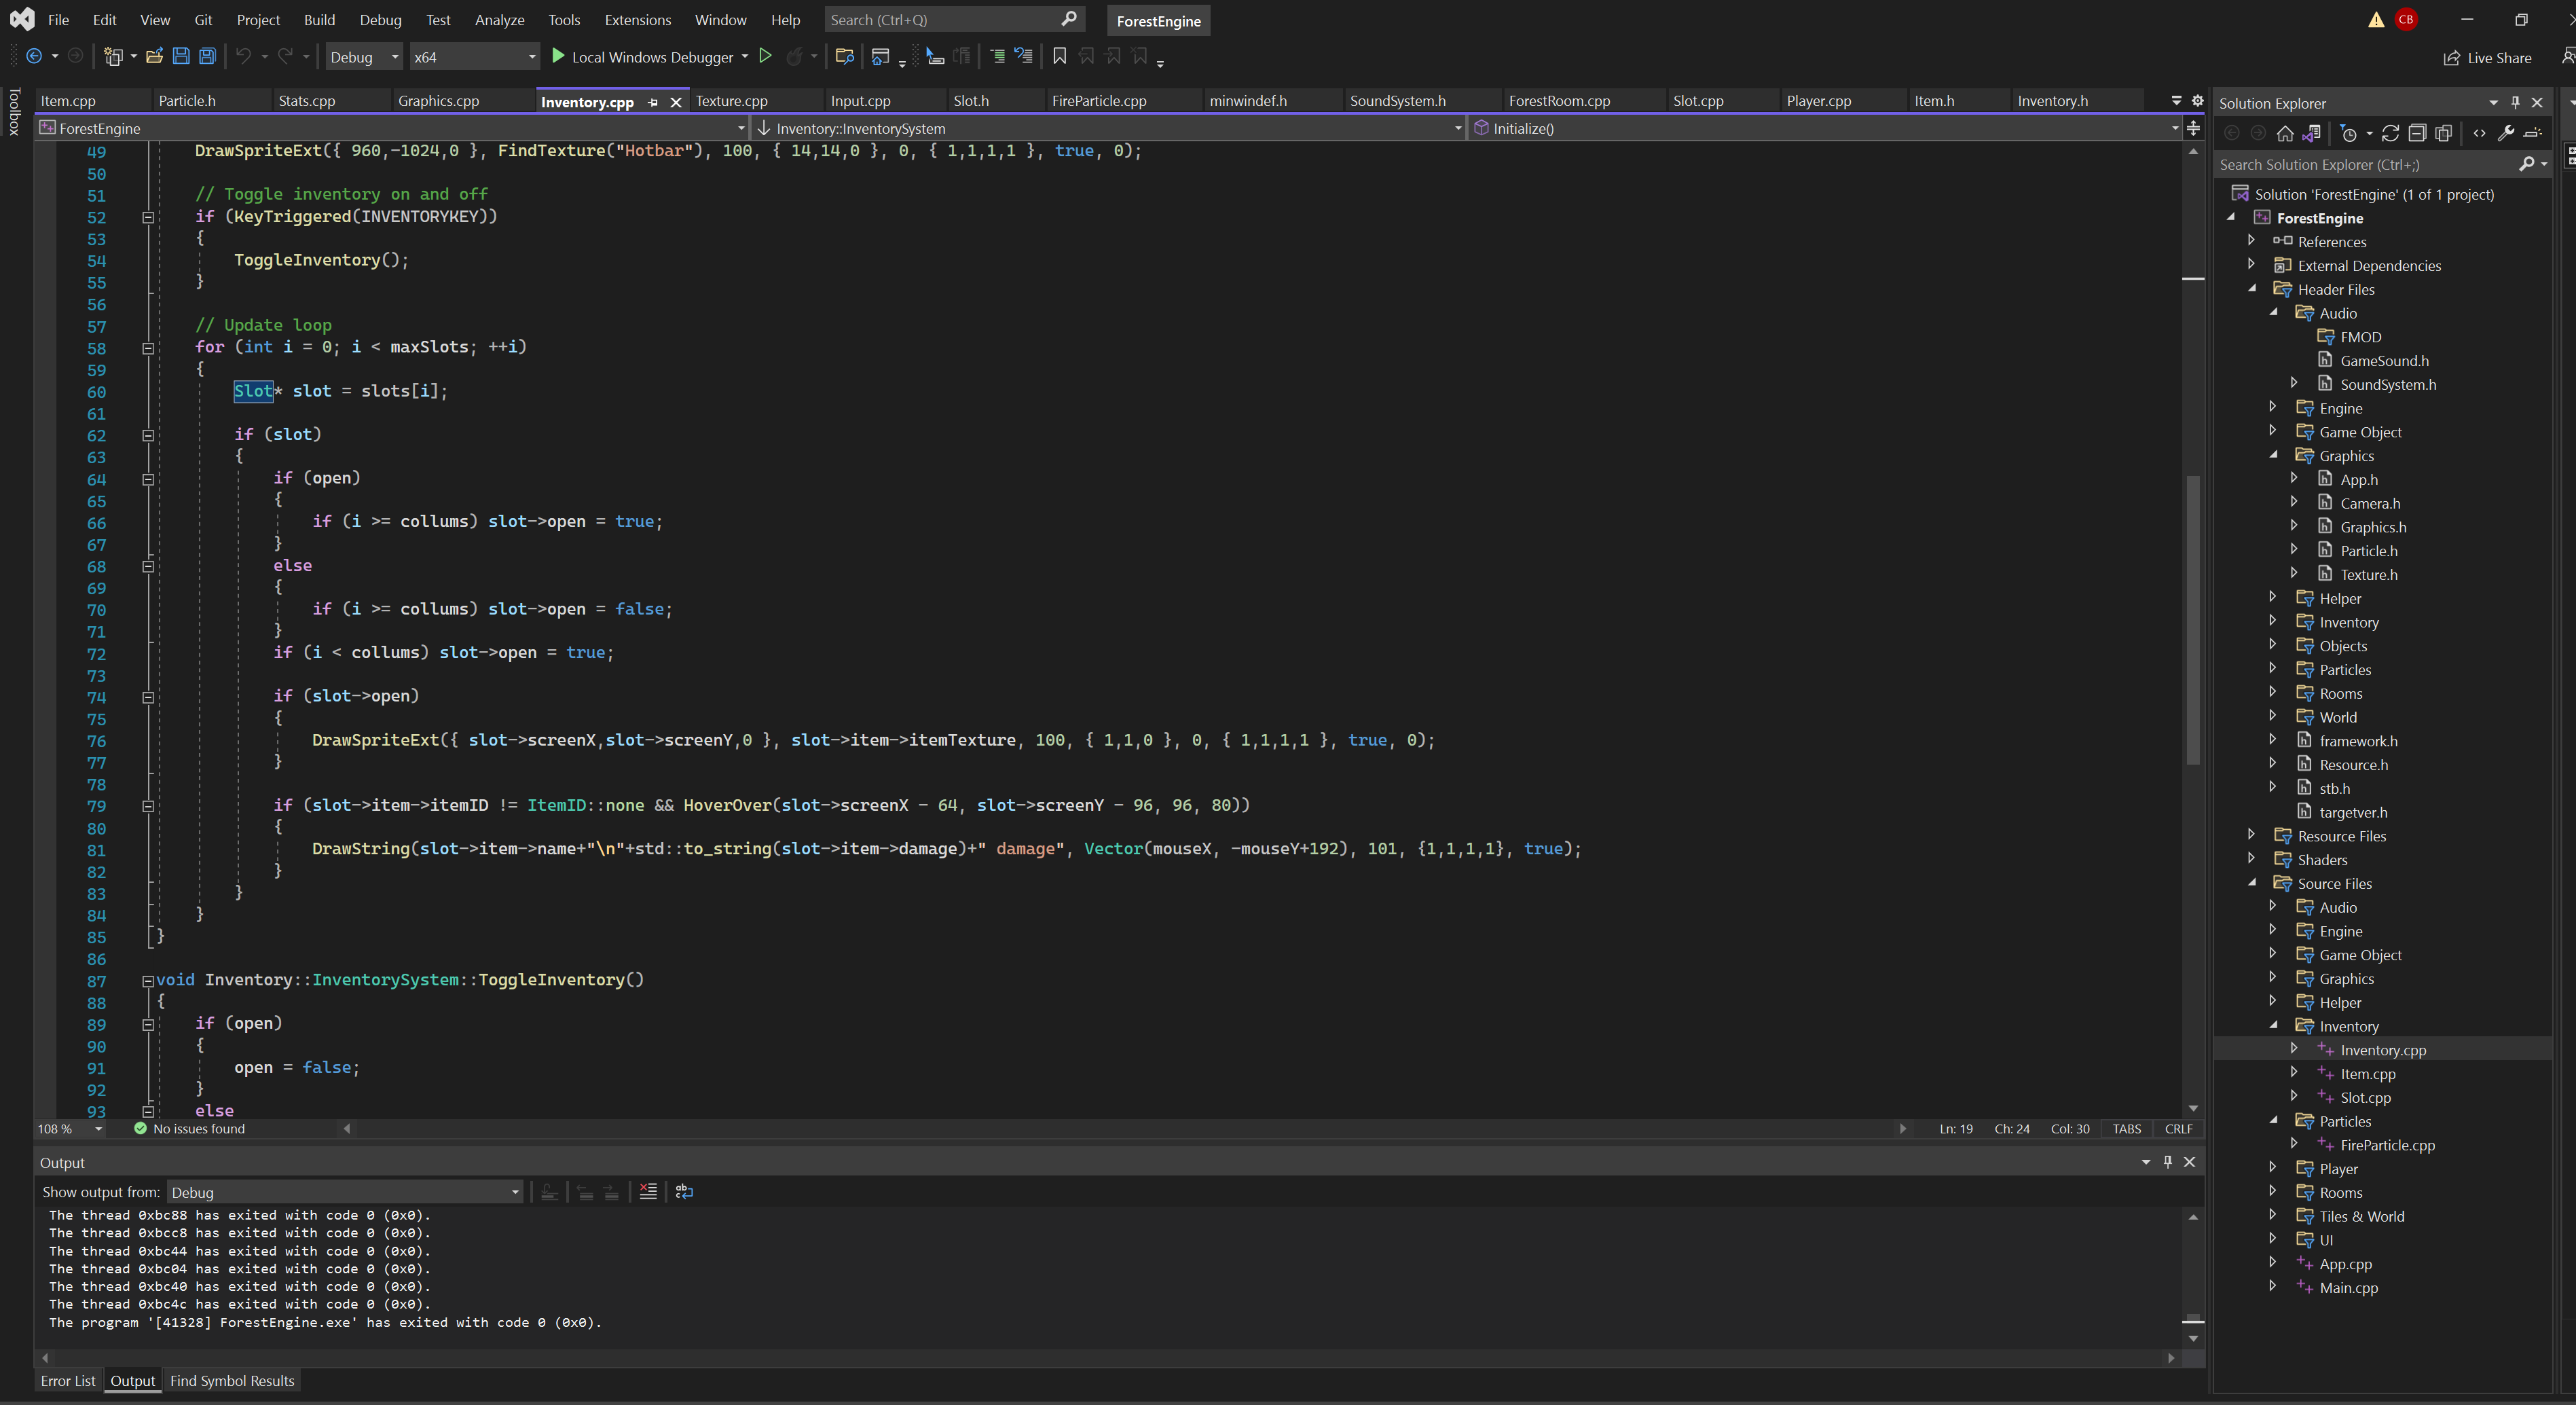 File Edit View Git Project Build Debug Test Analyze Tools Extensions Window Help Search (Ctrl+Q) ForestEngine CB
Debug x64 Local Windows Debugger Live Share
Toolbox
Item.cpp Particle.h Stats.cpp Graphics.cpp Inventory.cpp Texture.cpp Input.cpp Slot.h FireParticle.cpp minwindef.h SoundSystem.h ForestRoom.cpp Slot.cpp Player.cpp Item.h Inventory.h
ForestEngine Inventory::InventorySystem Initialize()
49 DrawSpriteExt({ 960,-1024,0 }, FindTexture("Hotbar"), 100, { 14,14,0 }, 0, { 1,1,1,1 }, true, 0);
50
51 // Toggle inventory on and off
52 if (KeyTriggered(INVENTORYKEY))
53 {
54 ToggleInventory();
55 }
56
57 // Update loop
58 for (int i = 0; i < maxSlots; ++i)
59 {
60 Slot* slot = slots[i];
61
62 if (slot)
63 {
64 if (open)
65 {
66 if (i >= collums) slot->open = true;
67 }
68 else
69 {
70 if (i >= collums) slot->open = false;
71 }
72 if (i < collums) slot->open = true;
73
74 if (slot->open)
75 {
76 DrawSpriteExt({ slot->screenX,slot->screenY,0 }, slot->item->itemTexture, 100, { 1,1,0 }, 0, { 1,1,1,1 }, true, 0);
77 }
78
79 if (slot->item->itemID != ItemID::none && HoverOver(slot->screenX - 64, slot->screenY - 96, 96, 80))
80 {
81 DrawString(slot->item->name+"\n"+std::to_string(slot->item->damage)+" damage", Vector(mouseX, -mouseY+192), 101, {1,1,1,1}, true);
82 }
83 }
84 }
85 }
86
87 void Inventory::InventorySystem::ToggleInventory()
88 {
89 if (open)
90 {
91 open = false;
92 }
93 else
108 % No issues found Ln: 19 Ch: 24 Col: 30 TABS CRLF
Output
Show output from: Debug
The thread 0xbc88 has exited with code 0 (0x0).
The thread 0xbcc8 has exited with code 0 (0x0).
The thread 0xbc44 has exited with code 0 (0x0).
The thread 0xbc04 has exited with code 0 (0x0).
The thread 0xbc40 has exited with code 0 (0x0).
The thread 0xbc4c has exited with code 0 (0x0).
The program '[41328] ForestEngine.exe' has exited with code 0 (0x0).
Error List Output Find Symbol Results
Solution Explorer
Search Solution Explorer (Ctrl+;)
Solution 'ForestEngine' (1 of 1 project)
ForestEngine
References
External Dependencies
Header Files
Audio
FMOD
GameSound.h
SoundSystem.h
Engine
Game Object
Graphics
App.h
Camera.h
Graphics.h
Particle.h
Texture.h
Helper
Inventory
Objects
Particles
Rooms
World
framework.h
Resource.h
stb.h
targetver.h
Resource Files
Shaders
Source Files
Audio
Engine
Game Object
Graphics
Helper
Inventory
Inventory.cpp
Item.cpp
Slot.cpp
Particles
FireParticle.cpp
Player
Rooms
Tiles & World
UI
App.cpp
Main.cpp